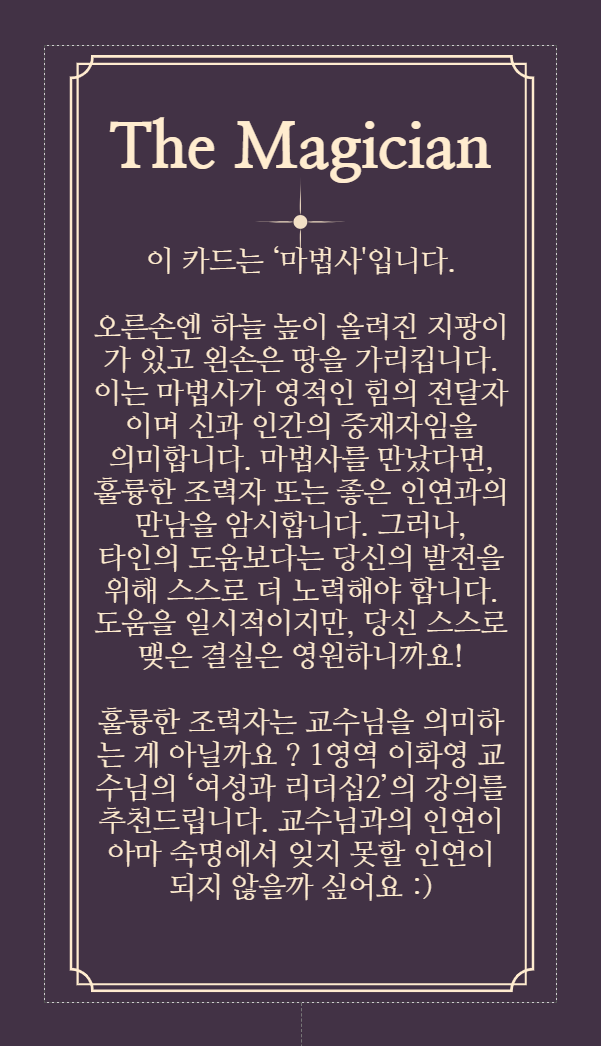 The Magician
이 카드는 ‘마법사'입니다.
오른손엔 하늘 높이 올려진 지팡이
가 있고 왼손은 땅을 가리킵니다.
이는 마법사가 영적인 힘의 전달자
이며 신과 인간의 중재자임을
의미합니다. 마법사를 만났다면,
훌륭한 조력자 또는 좋은 인연과의
만남을 암시합니다. 그러나,
타인의 도움보다는 당신의 발전을
위해 스스로 더 노력해야 합니다.
도움을 일시적이지만, 당신 스스로
맺은 결실은 영원하니까요!
훌륭한 조력자는 교수님을 의미하
는 게 아닐까요 ? 1영역 이화영 교
수님의 ‘여성과 리더십2’의 강의를
추천드립니다. 교수님과의 인연이
아마 숙명에서 잊지 못할 인연이
되지 않을까 싶어요 :)